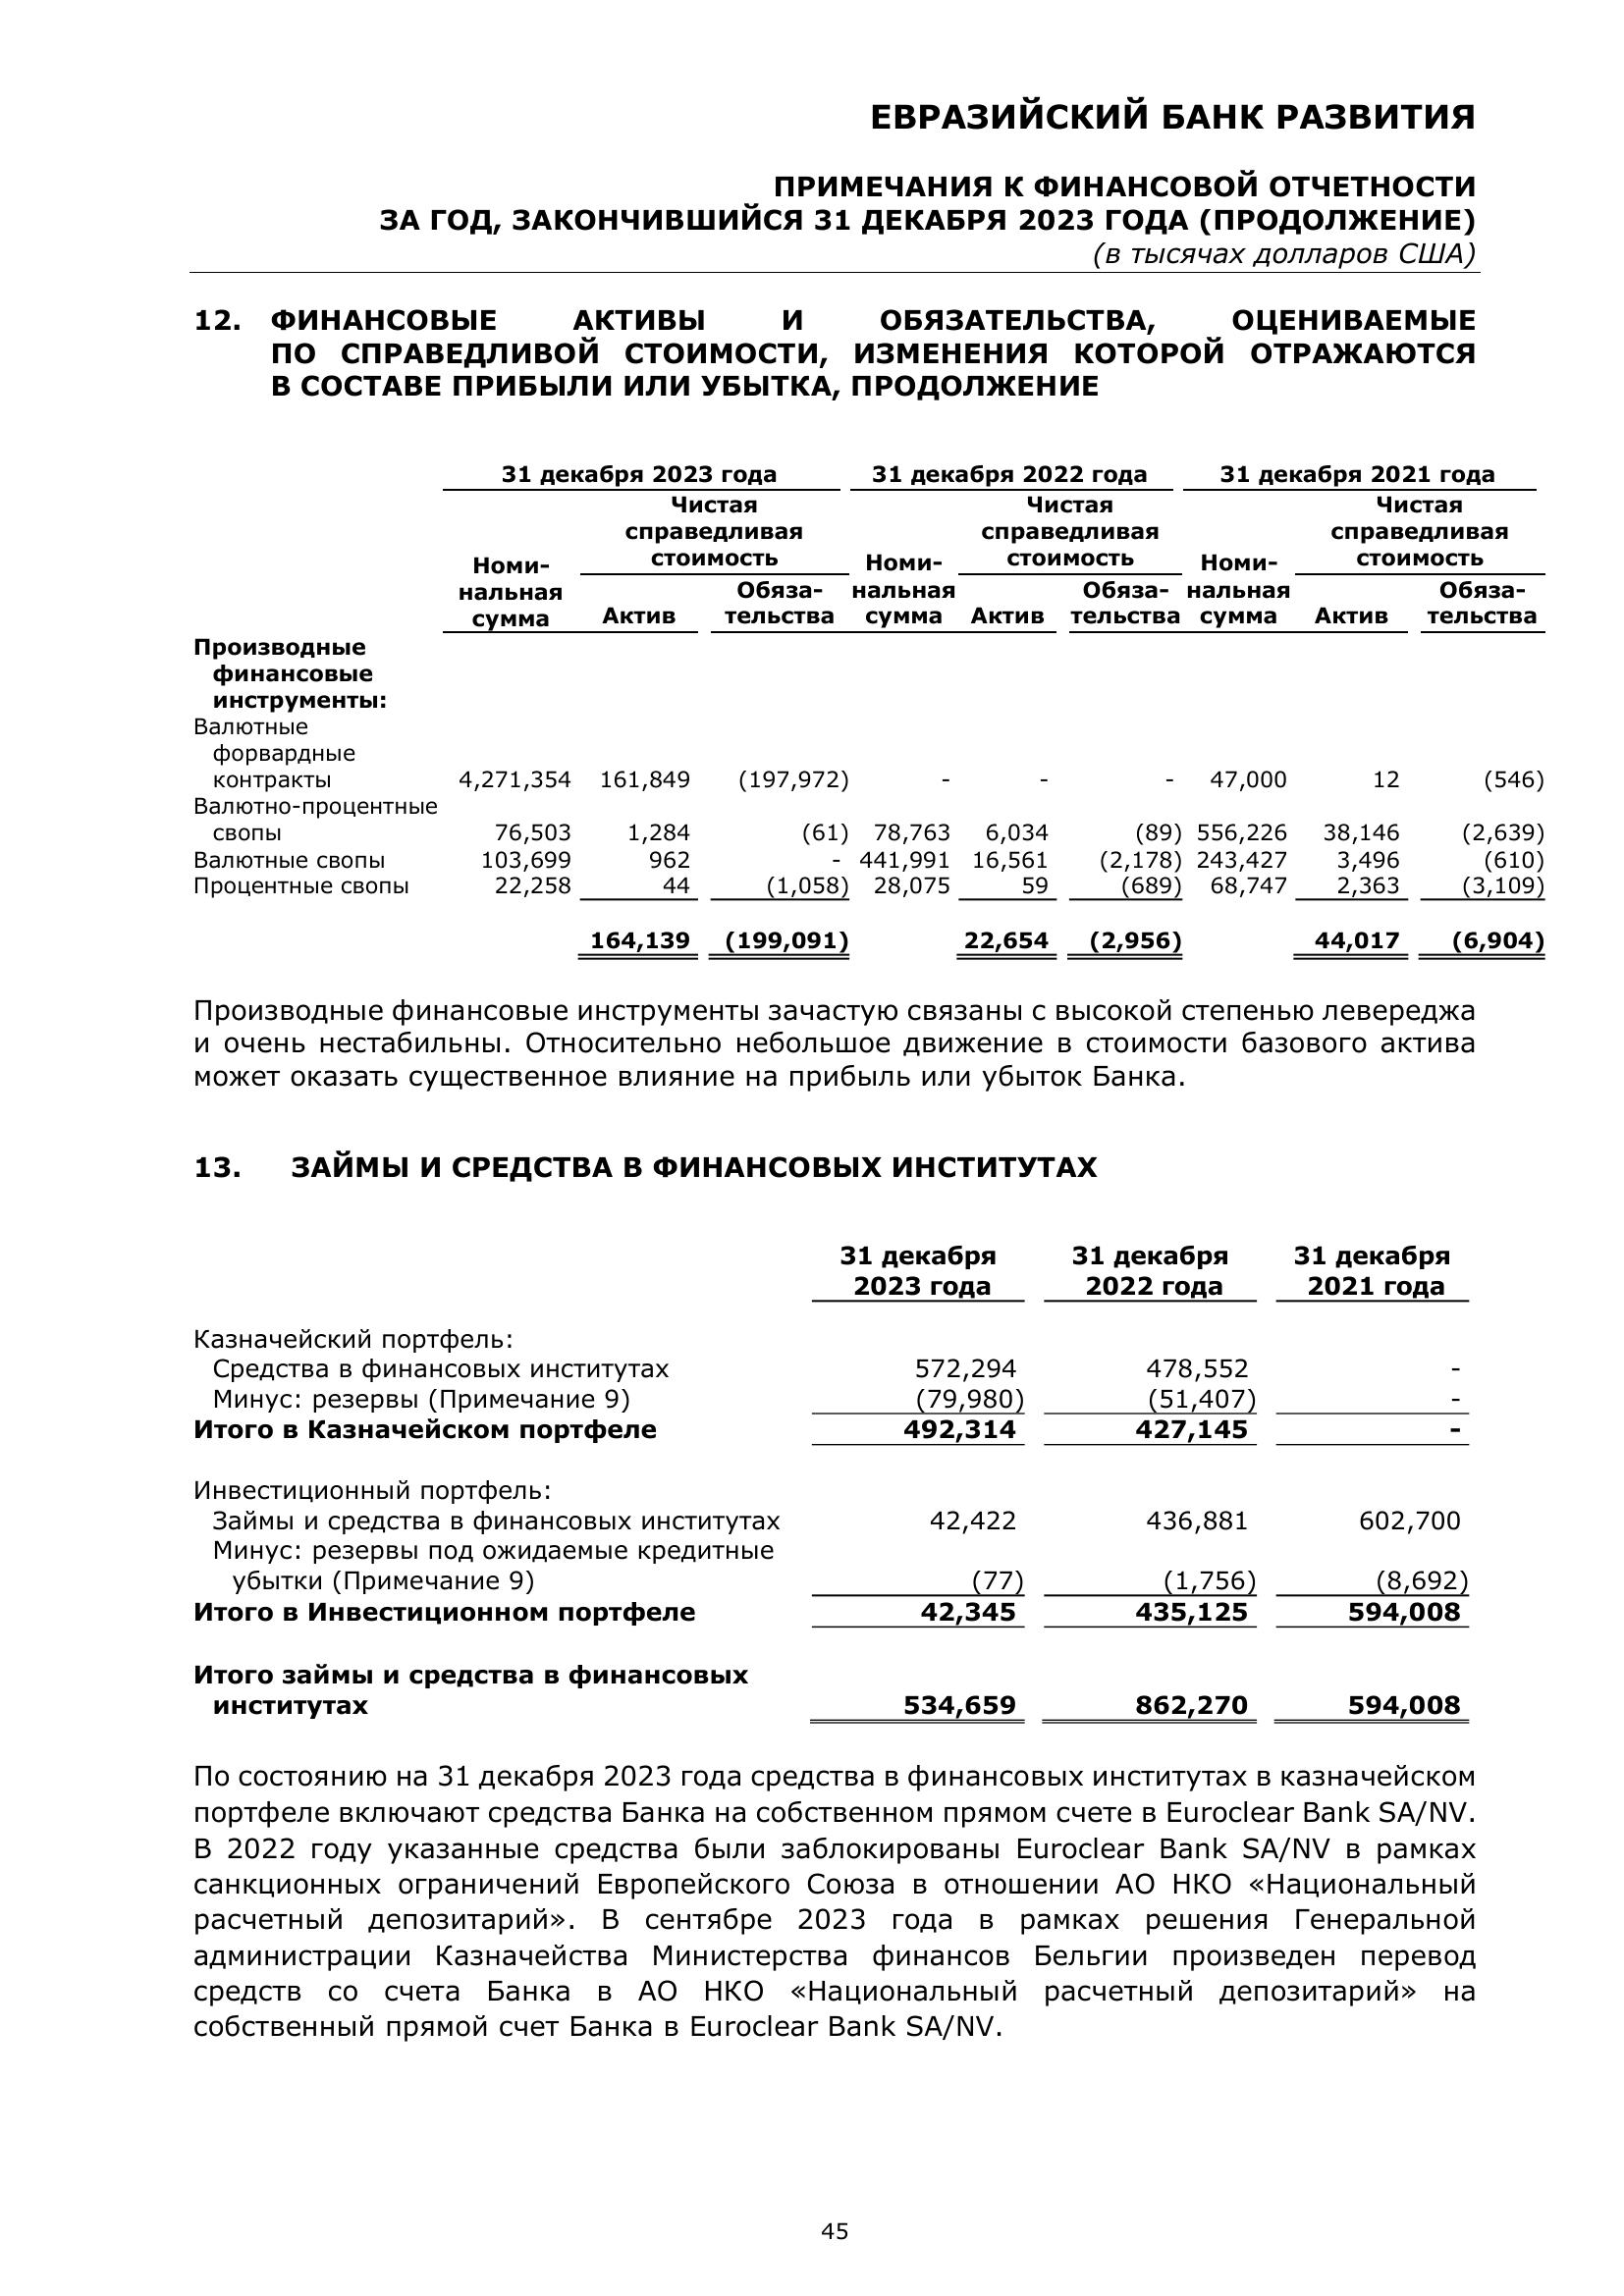 ЕВРАЗИЙСКИЙ БАНК РАЗВИТИЯ
ПРИМЕЧАНИЯ К ФИНАНСОВОЙ ОТЧЕТНОСТИ
ЗА ГОД, ЗАКОНЧИВШИЙСЯ 31 ДЕКАБРЯ 2023 ГОДА (ПРОДОЛЖЕНИЕ)
(в тысячах долларов США)
12. ФИНАНСОВЫЕ АКТИВЫ И ОБЯЗАТЕЛЬСТВА, ОЦЕНИВАЕМЫЕ
ПО СПРАВЕДЛИВОЙ СТОИМОСТИ, ИЗМЕНЕНИЯ КОТОРОЙ ОТРАЖАЮТСЯ
В СОСТАВЕ ПРИБЫЛИ ИЛИ УБЫТКА, ПРОДОЛЖЕНИЕ
31 декабря 2023 года 31 декабря 2022 года 31 декабря 2021 года
Чистая Чистая Чистая
справедливая справедливая справедливая
Номи- стоимость Номи- стоимость Номи- стоимость
нальная Обяза- нальная Обяза- нальная Обяза-
сумма Актив тельства сумма Актив тельства сумма Актив тельства
Производные
финансовые
инструменты:
Валютные
форвардные
контракты 4,271,354 161,849 (197,972) - - - 47,000 12 (546)
Валютно-процентные
свопы 76,503 1,284 (61) 78,763 6,034 (89) 556,226 38,146 (2,639)
Валютные свопы 103,699 962 - 441,991 16,561 (2,178) 243,427 3,496 (610)
Процентные свопы 22,258 44 (1,058) 28,075 59 (689) 68,747 2,363 (3,109)
164,139 (199,091) 22,654 (2,956) 44,017 (6,904)
Производные финансовые инструменты зачастую связаны с высокой степенью левереджа
и очень нестабильны. Относительно небольшое движение в стоимости базового актива
может оказать существенное влияние на прибыль или убыток Банка.
13. ЗАЙМЫ И СРЕДСТВА В ФИНАНСОВЫХ ИНСТИТУТАХ
31 декабря 31 декабря 31 декабря
2023 года 2022 года 2021 года
Казначейский портфель:
Средства в финансовых институтах 572,294 478,552 -
Минус: резервы (Примечание 9) (79,980) (51,407) -
Итого в Казначейском портфеле 492,314 427,145 -
Инвестиционный портфель:
Займы и средства в финансовых институтах 42,422 436,881 602,700
Минус: резервы под ожидаемые кредитные
убытки (Примечание 9) (77) (1,756) (8,692)
Итого в Инвестиционном портфеле 42,345 435,125 594,008
Итого займы и средства в финансовых
институтах 534,659 862,270 594,008
По состоянию на 31 декабря 2023 года средства в финансовых институтах в казначейском
портфеле включают средства Банка на собственном прямом счете в Euroclear Bank SA/NV.
В 2022 году указанные средства были заблокированы Euroclear Bank SA/NV в рамках
санкционных ограничений Европейского Союза в отношении АО НКО «Национальный
расчетный депозитарий». В сентябре 2023 года в рамках решения Генеральной
администрации Казначейства Министерства финансов Бельгии произведен перевод
средств со счета Банка в АО НКО «Национальный расчетный депозитарий» на
собственный прямой счет Банка в Euroclear Bank SA/NV.
45